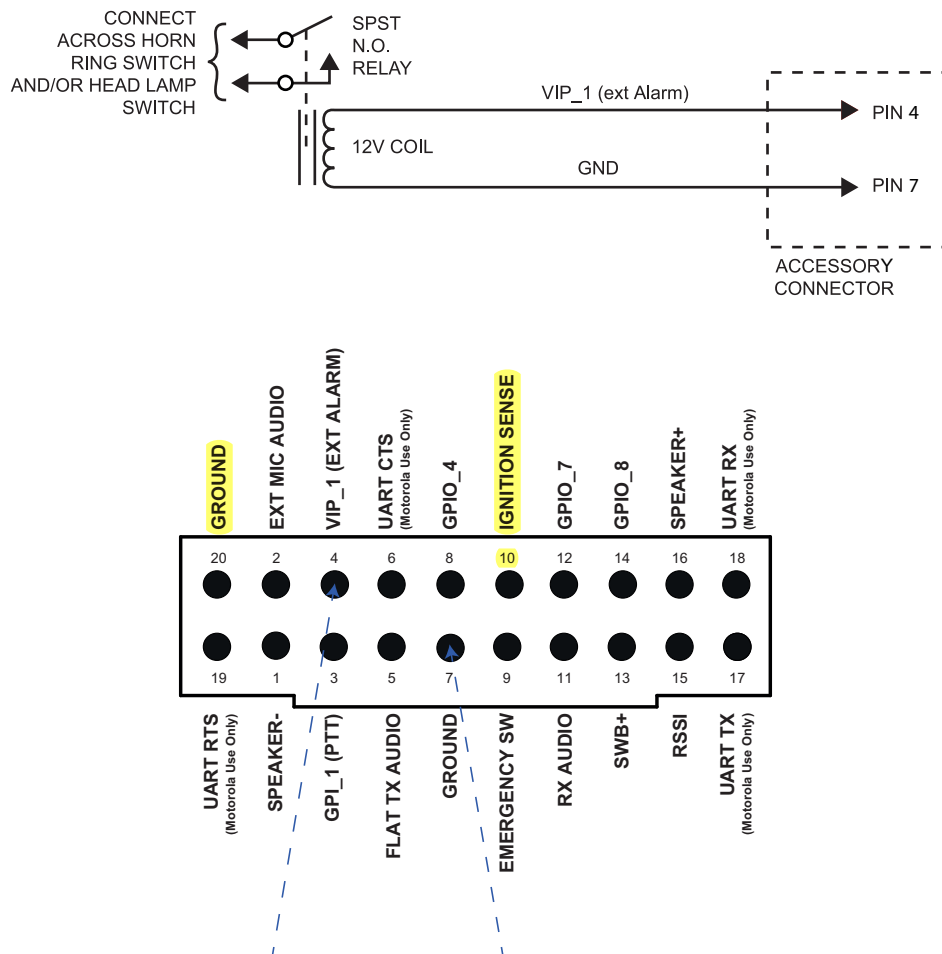 CONNECT
ACROSS HORN
RING SWITCH
AND/OR HEAD LAMP
SWITCH
SPST
N.O.
RELAY
12V COIL
VIP_1 (ext Alarm)
GND
PIN 4
PIN 7
ACCESSORY
CONNECTOR
GROUND
EXT MIC AUDIO
VIP_1 (EXT ALARM)
UART CTS
(Motorola Use Only)
GPIO_4
IGNITION SENSE
GPIO_7
GPIO_8
SPEAKER+
UART RX
(Motorola Use Only)
20 2 4 6 8 10 12 14 16 18
19 1 3 5 7 9 11 13 15 17
UART RTS
(Motorola Use Only)
SPEAKER-
GPI_1 (PTT)
FLAT TX AUDIO
GROUND
EMERGENCY SW
RX AUDIO
SWB+
RSSI
UART TX
(Motorola Use Only)